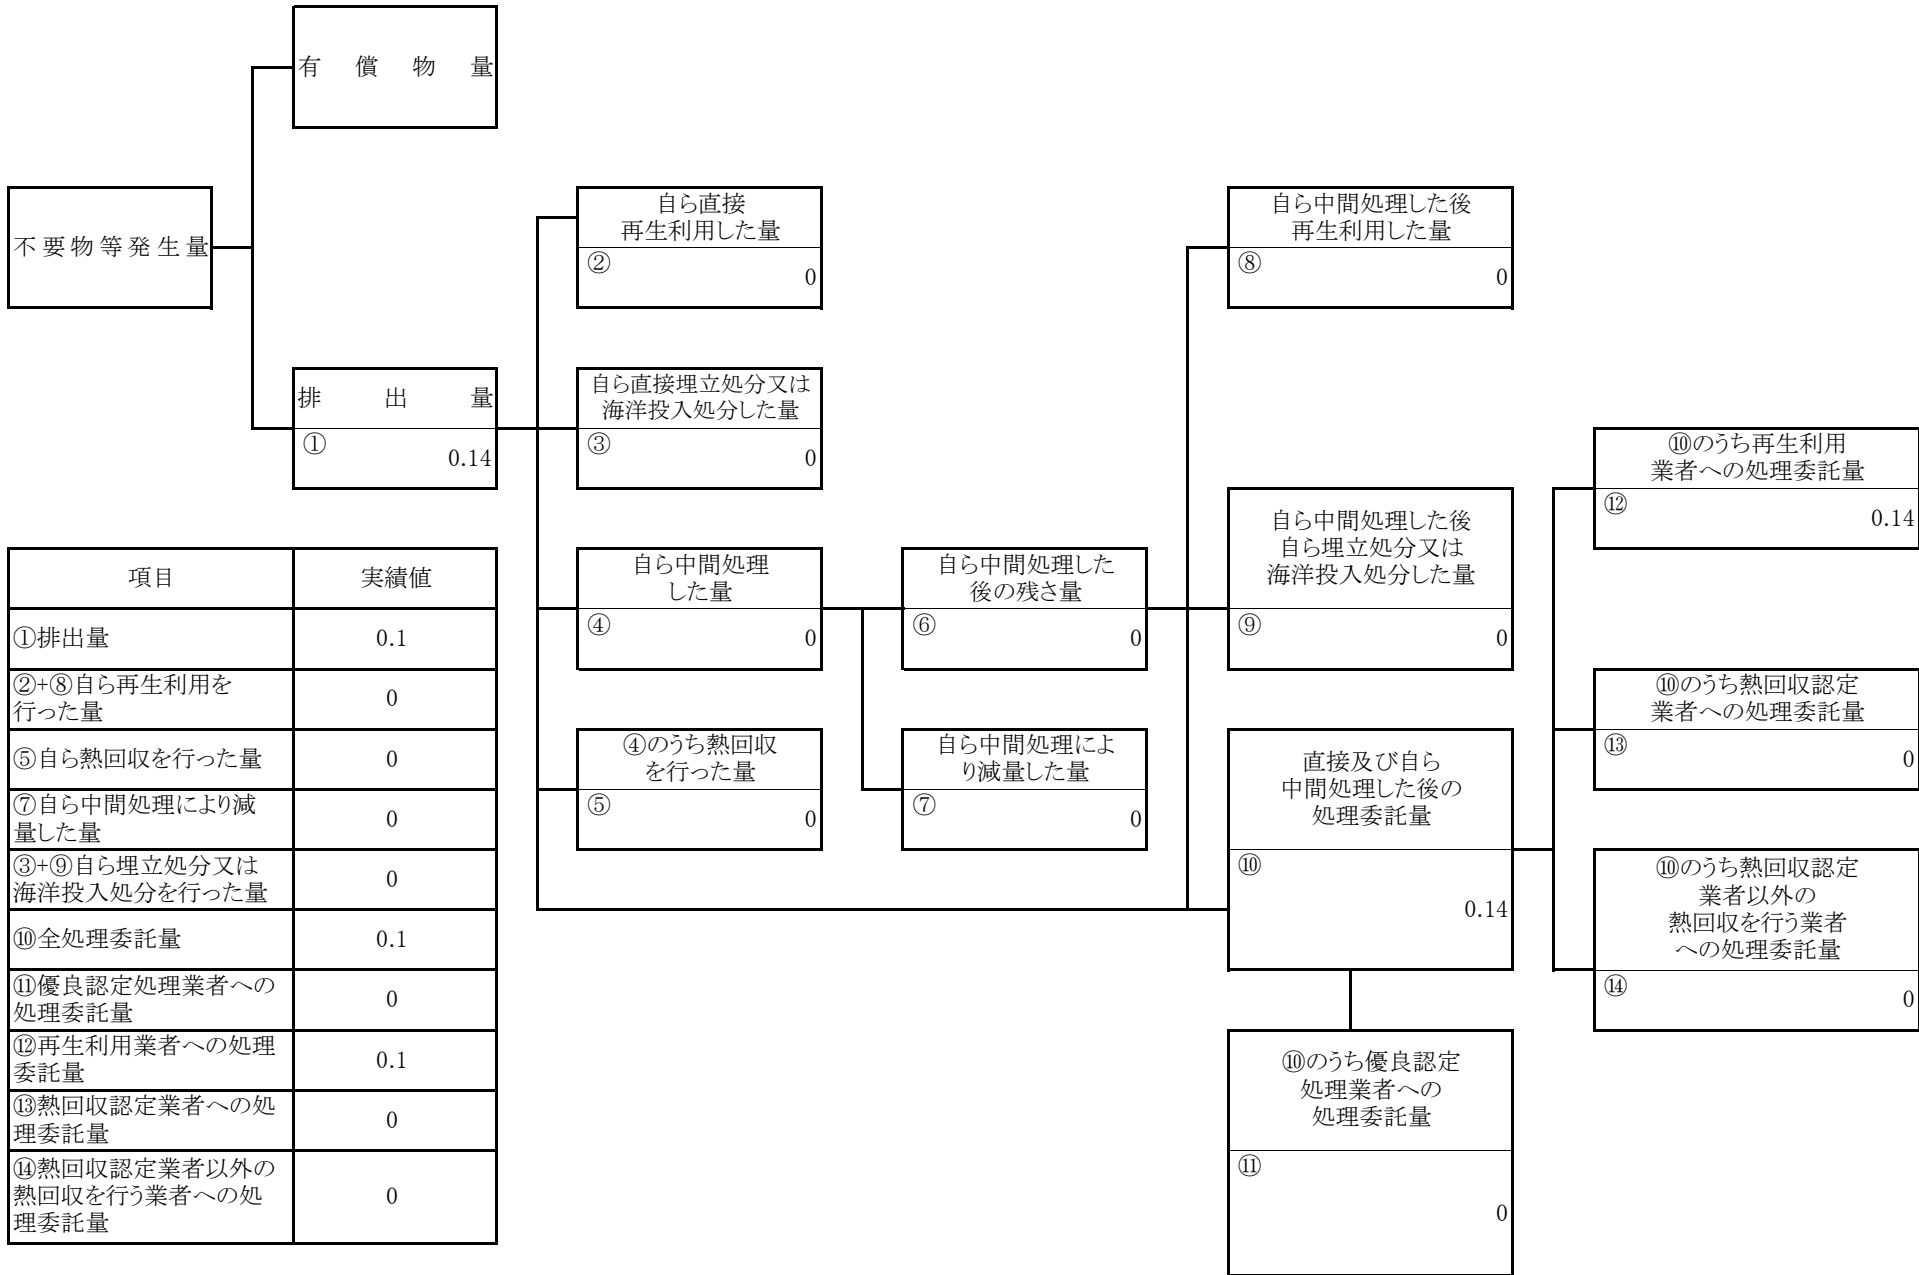 有償物量
不要物等発生量
排出量
①
0.14
自ら直接
再生利用した量
②
0
自ら直接埋立処分又は
海洋投入処分した量
③
0
自ら中間処理
した量
④
0
④のうち熱回収
を行った量
⑤
0
自ら中間処理した
後の残さ量
⑥
0
自ら中間処理によ
り減量した量
⑦
0
自ら中間処理した後
再生利用した量
⑧
0
自ら中間処理した後
自ら埋立処分又は
海洋投入処分した量
⑨
0
直接及び自ら
中間処理した後の
処理委託量
⑩
0.14
⑩のうち優良認定
処理業者への
処理委託量
⑪
0
⑩のうち再生利用
業者への処理委託量
⑫
0.14
⑩のうち熱回収認定
業者への処理委託量
⑬
0
⑩のうち熱回収認定
業者以外の
熱回収を行う業者
への処理委託量
⑭
0
項目 実績値
①排出量 0.1
②+⑧自ら再生利用を
行った量 0
⑤自ら熱回収を行った量 0
⑦自ら中間処理により減
量した量 0
③+⑨自ら埋立処分又は
海洋投入処分を行った量 0
⑩全処理委託量 0.1
⑪優良認定処理業者への
処理委託量 0
⑫再生利用業者への処理
委託量 0.1
⑬熱回収認定業者への処
理委託量 0
⑭熱回収認定業者以外の
熱回収を行う業者への処
理委託量 0